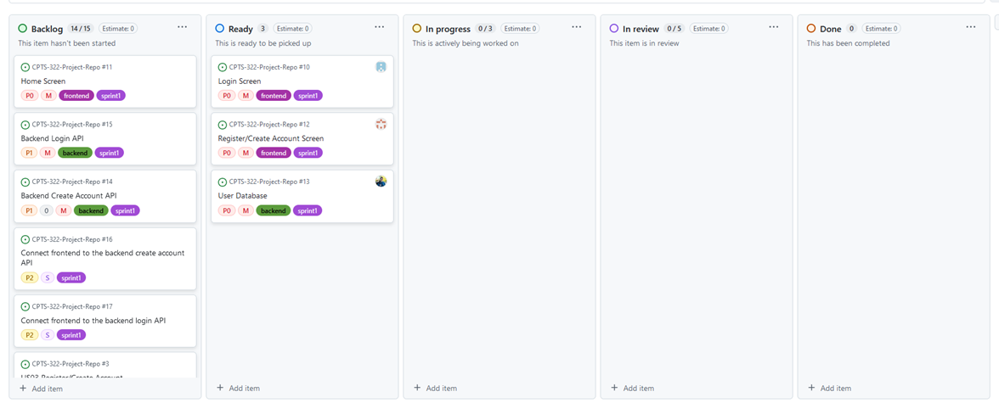 Backlog 14 / 15 Estimate: 0 ...
This item hasn't been started
CPTS-322-Project-Repo #11
Home Screen
P0 M frontend sprint1
CPTS-322-Project-Repo #15
Backend Login API
P1 M backend sprint1
CPTS-322-Project-Repo #14
Backend Create Account API
P1 0 M backend sprint1
CPTS-322-Project-Repo #16
Connect frontend to the backend create account
API
P2 S sprint1
CPTS-322-Project-Repo #17
Connect frontend to the backend login API
P2 S sprint1
CPTS-322-Project-Repo #3
US03 Register/Create Account
+ Add item
Ready 3 Estimate: 0 ...
This is ready to be picked up
CPTS-322-Project-Repo #10
Login Screen
P0 M frontend sprint1
CPTS-322-Project-Repo #12
Register/Create Account Screen
P0 M frontend sprint1
CPTS-322-Project-Repo #13
User Database
P0 M backend sprint1
+ Add item
In progress 0 / 3 Estimate: 0 ...
This is actively being worked on
+ Add item
In review 0 / 5 Estimate: 0 ...
This item is in review
+ Add item
Done 0 Estimate: 0 ...
This has been completed
+ Add item